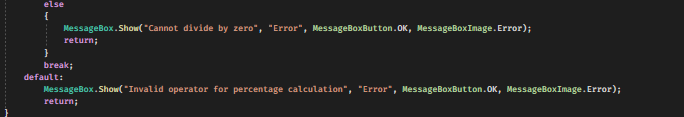 else
{
MessageBox.Show("Cannot divide by zero", "Error", MessageBoxButton.OK, MessageBoxImage.Error);
return;
}
break;
default:
MessageBox.Show("Invalid operator for percentage calculation", "Error", MessageBoxButton.OK, MessageBoxImage.Error);
return;
}